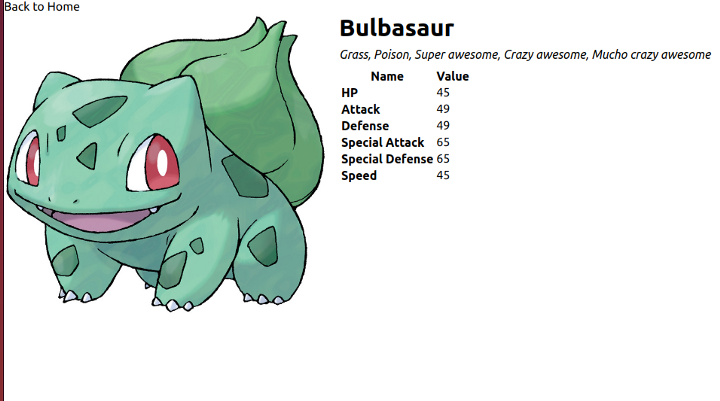 Back to Home
Bulbasaur
Grass, Poison, Super awesome, Crazy awesome, Mucho crazy awesome
Name Value
HP 45
Attack 49
Defense 49
Special Attack 65
Special Defense 65
Speed 45